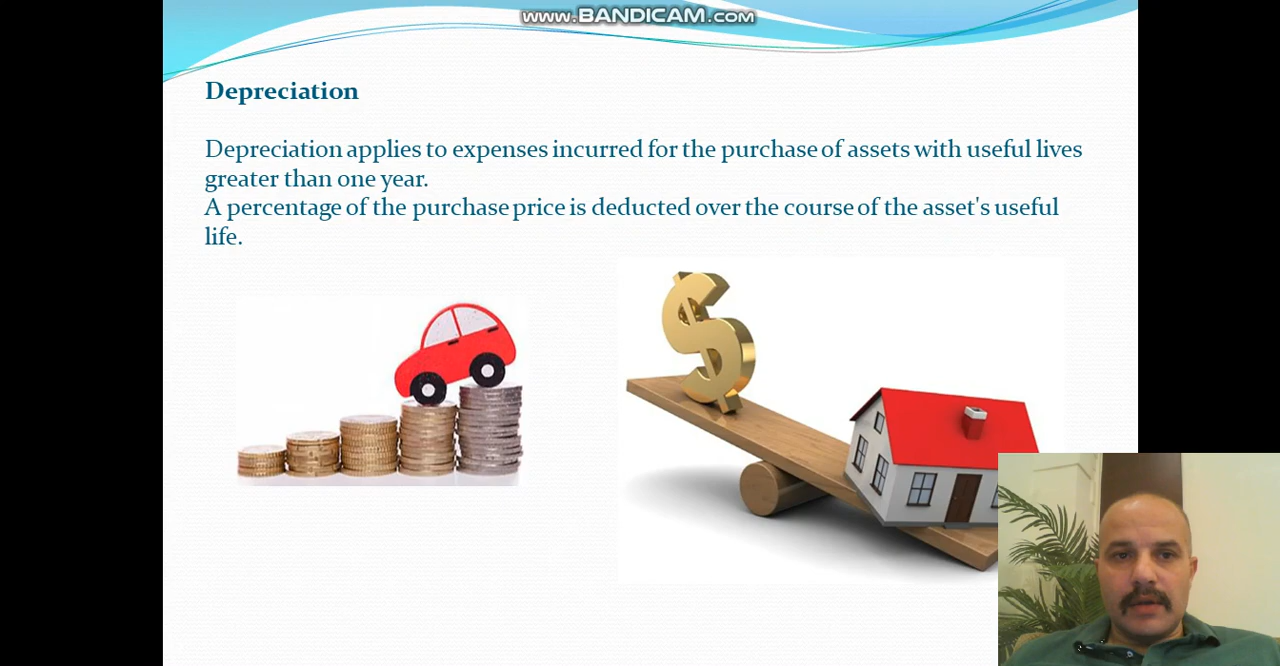 www.BANDICAM.com
Depreciation
Depreciation applies to expenses incurred for the purchase of assets with useful lives
greater than one year.
A percentage of the purchase price is deducted over the course of the asset's useful
life.